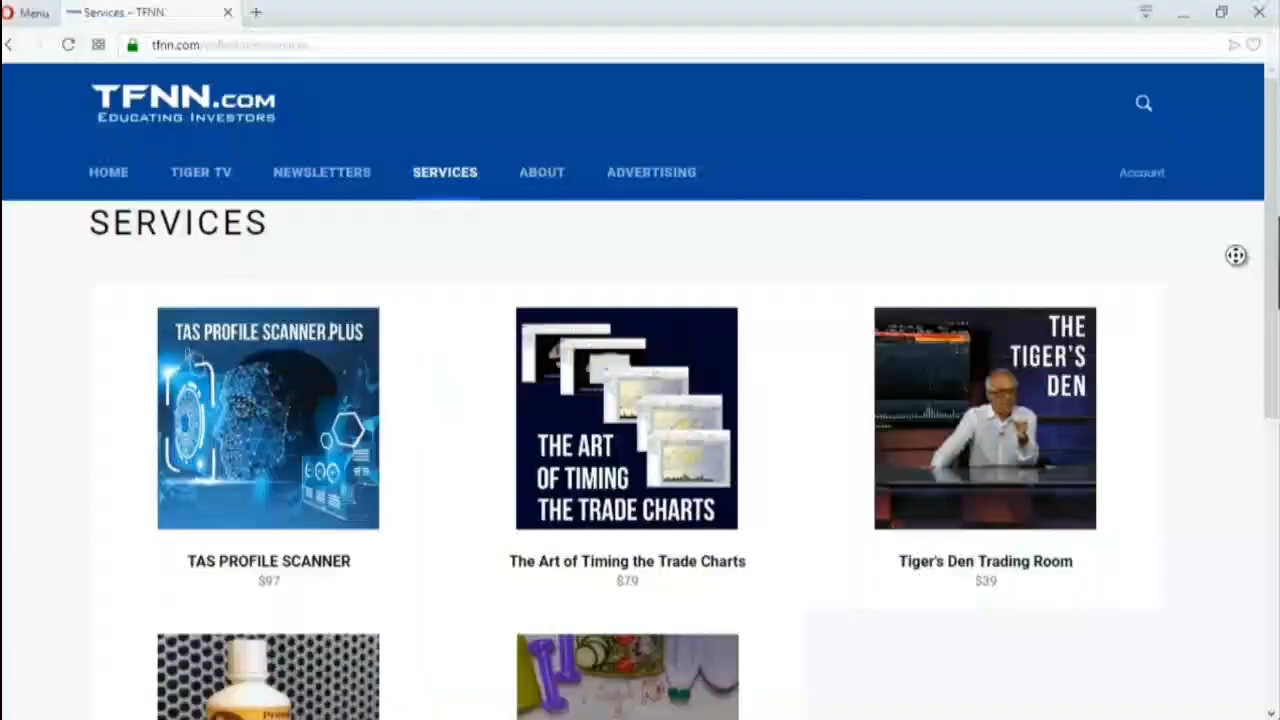 Menu
Services – TFNN
tfnn.com
TFNN.COM
EDUCATING INVESTORS
HOME
TIGER TV
NEWSLETTERS
SERVICES
ABOUT
ADVERTISING
Account
SERVICES
TAS PROFILE SCANNER PLUS
THE ART
OF TIMING
THE TRADE CHARTS
THE
TIGER'S
DEN
TAS PROFILE SCANNER
$97
The Art of Timing the Trade Charts
$79
Tiger's Den Trading Room
$39